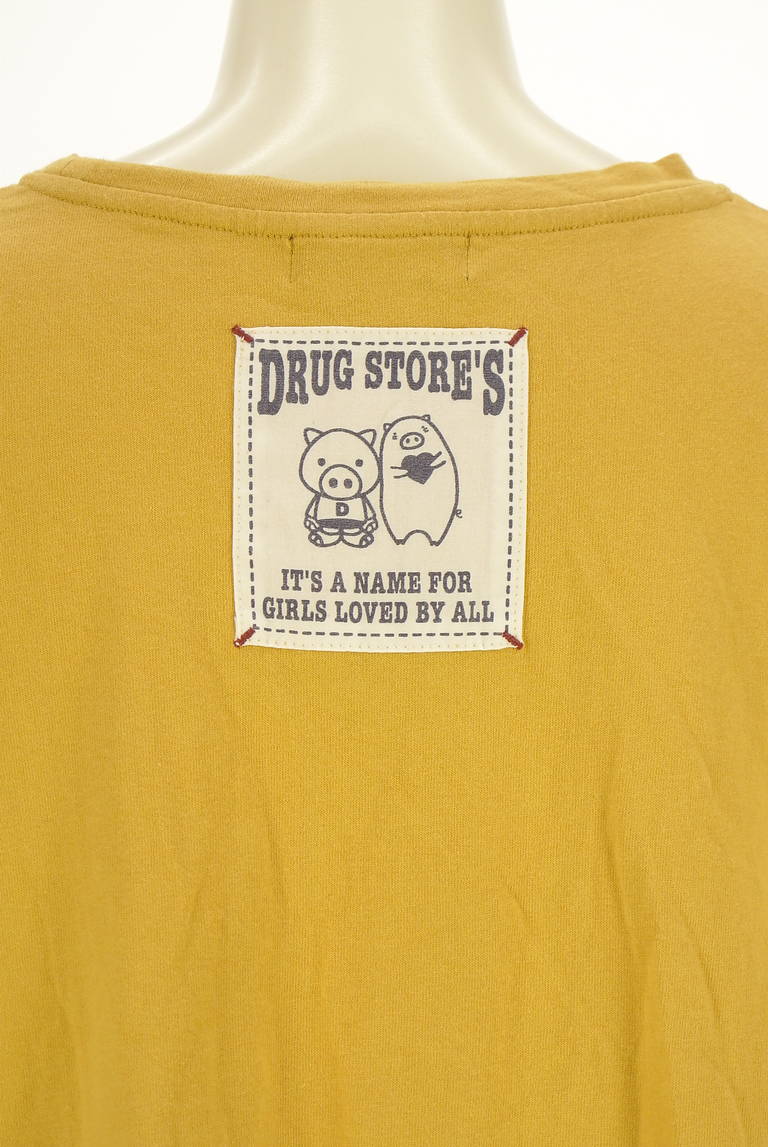 DRUG STORE'S
D
IT'S A NAME FOR
GIRLS LOVED BY ALL